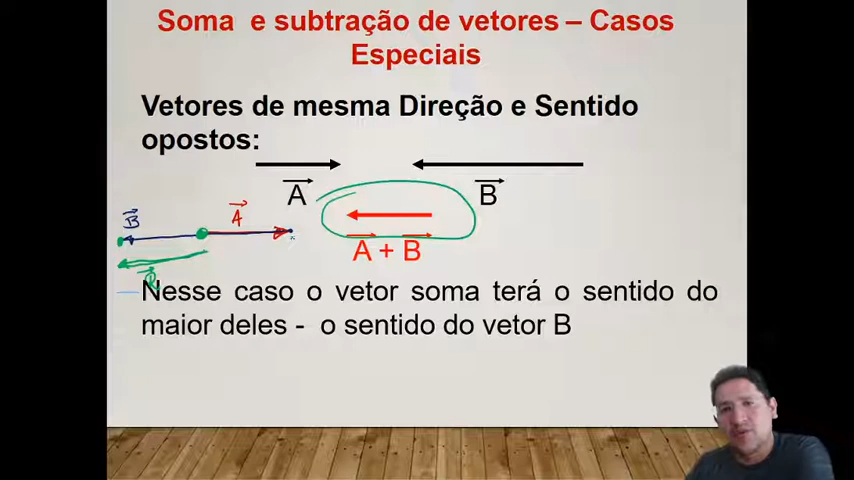 Soma e subtração de vetores – Casos
Especiais
Vetores de mesma Direção e Sentido
opostos:
A
B
B
A
A + B
R
Nesse caso o vetor soma terá o sentido do
maior deles - o sentido do vetor B